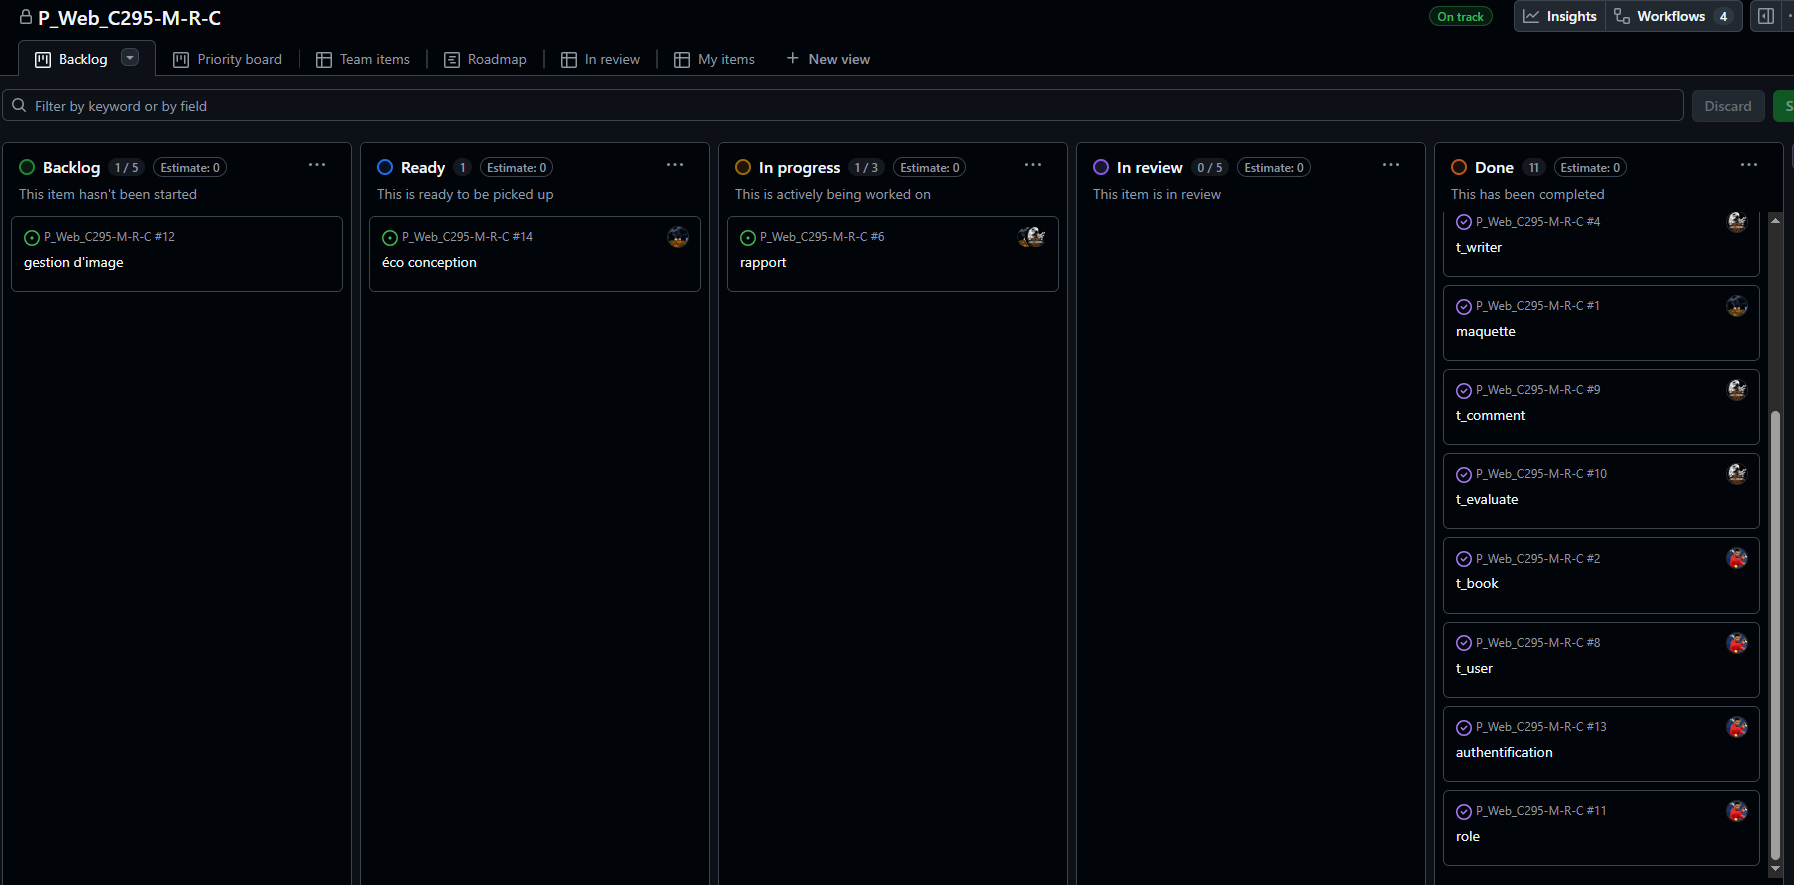 P_Web_C295-M-R-C
On track
Insights
Workflows 4
Backlog
Priority board
Team items
Roadmap
In review
My items
New view
Filter by keyword or by field
Discard
S
Backlog 1 / 5 Estimate: 0
This item hasn't been started
P_Web_C295-M-R-C #12
gestion d'image
Ready 1 Estimate: 0
This is ready to be picked up
P_Web_C295-M-R-C #14
éco conception
In progress 1 / 3 Estimate: 0
This is actively being worked on
P_Web_C295-M-R-C #6
rapport
In review 0 / 5 Estimate: 0
This item is in review
Done 11 Estimate: 0
This has been completed
P_Web_C295-M-R-C #4
t_writer
P_Web_C295-M-R-C #1
maquette
P_Web_C295-M-R-C #9
t_comment
P_Web_C295-M-R-C #10
t_evaluate
P_Web_C295-M-R-C #2
t_book
P_Web_C295-M-R-C #8
t_user
P_Web_C295-M-R-C #13
authentification
P_Web_C295-M-R-C #11
role